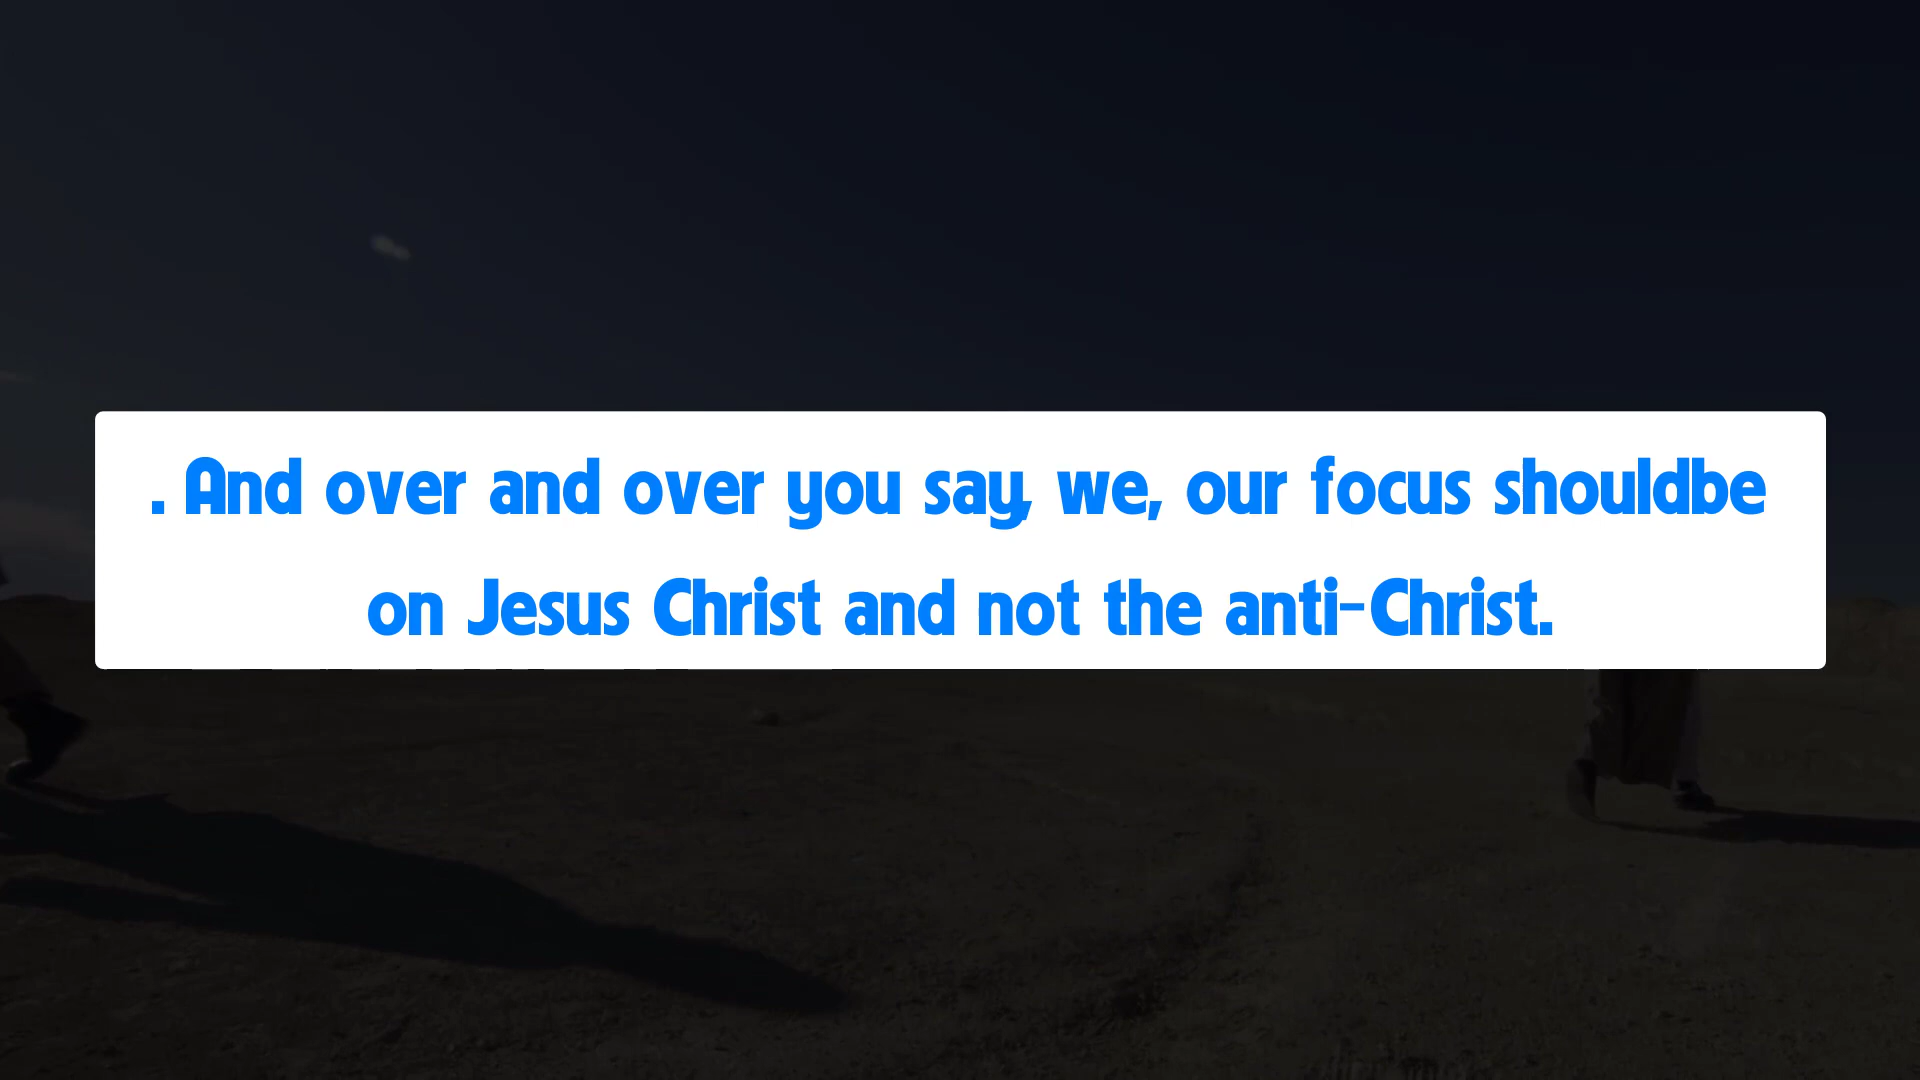 . And over and over you say, we, our focus shouldbe
on Jesus Christ and not the anti-Christ.